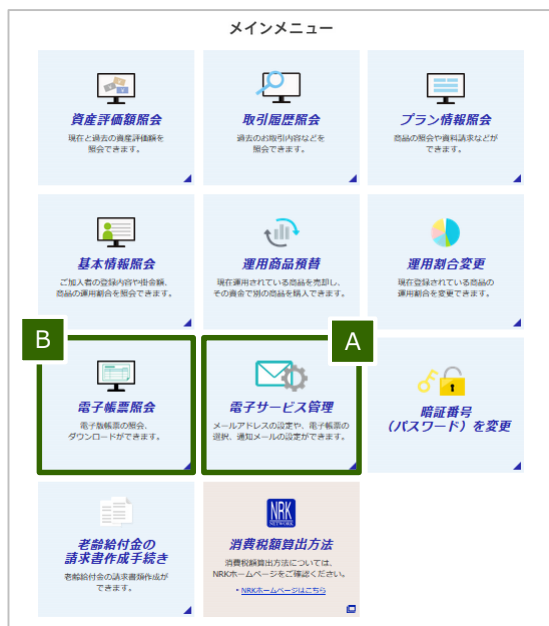 メインメニュー
資産評価額照会
現在と過去の資産評価額を
照会できます。
取引履歴照会
過去のお取引内容などを
照会できます。
プラン情報照会
商品の照会や資料請求などが
できます。
基本情報照会
ご加入者の登録内容や掛金額、
商品の運用割合を照会できます。
運用商品預替
現在運用されている商品を売却し、
その資金で別の商品を購入できます。
運用割合変更
現在登録されている商品の
運用割合を変更できます。
B
電子帳票照会
電子版帳票の照会、
ダウンロードができます。
A
電子サービス管理
メールアドレスの設定や、電子帳票の
選択、通知メールの設定ができます。
暗証番号
（パスワード）を変更
老齢給付金の
請求書作成手続き
老齢給付金の請求書類作成が
できます。
NRK
NETWORK
消費税額算出方法
消費税額算出方法については、
NRKホームページをご確認ください。
・NRKホームページはこちら